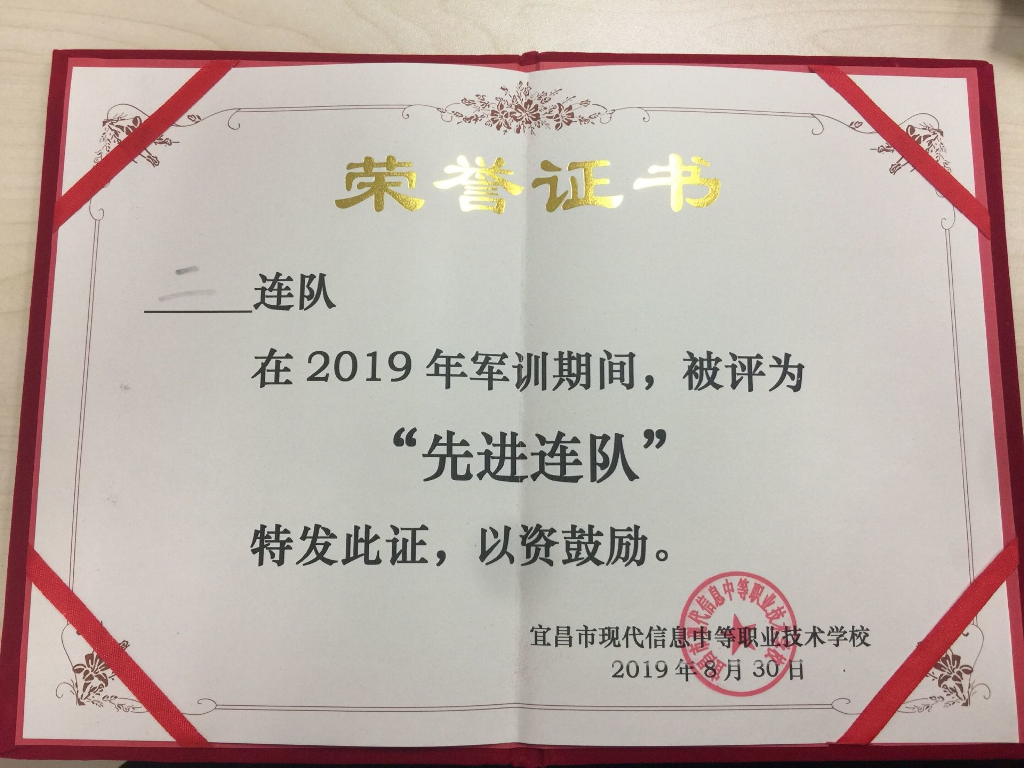 荣誉证书
二连队
在2019年军训期间，被评为
“先进连队”
特发此证，以资鼓励。
宜昌市现代信息中等职业技术学校
2019年8月30日